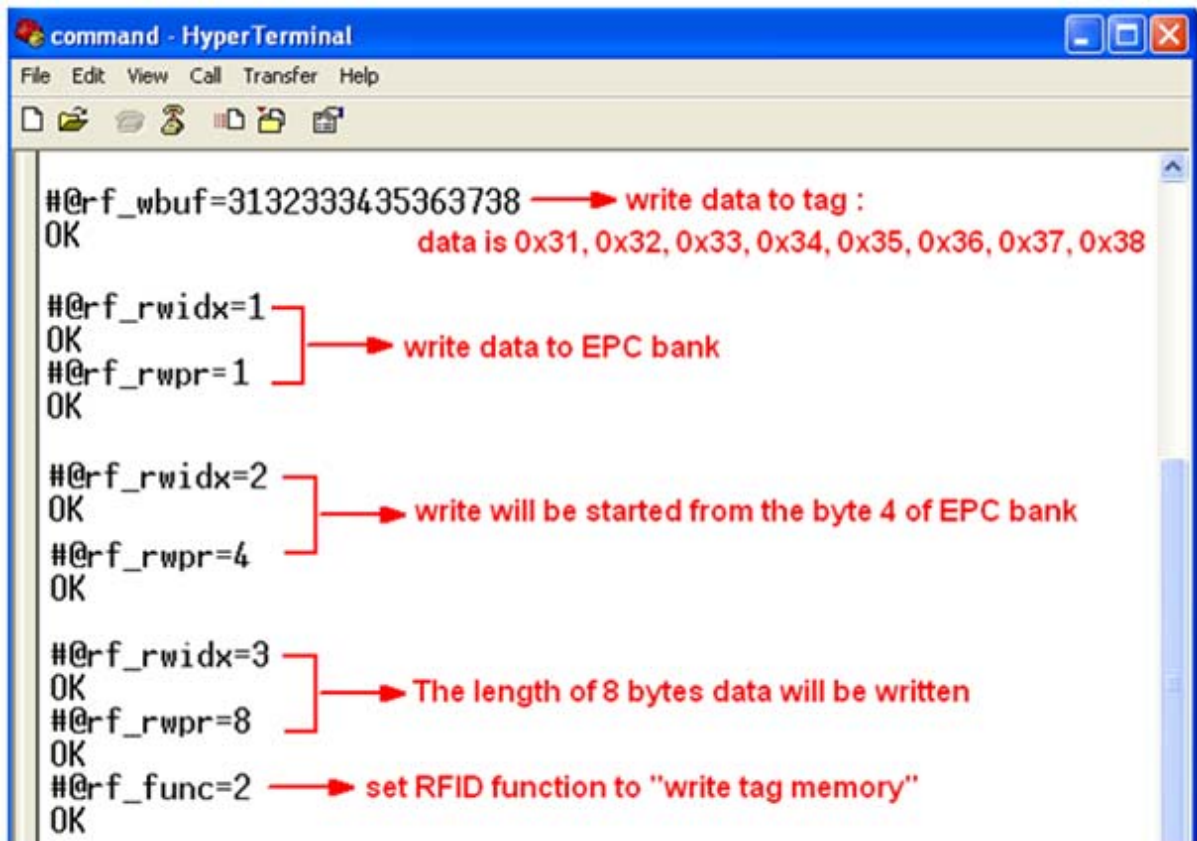 command - HyperTerminal
File Edit View Call Transfer Help
#@rf_wbuf=3132333435363738 write data to tag :
OK data is 0x31, 0x32, 0x33, 0x34, 0x35, 0x36, 0x37, 0x38
#@rf_rwidx=1
OK write data to EPC bank
#@rf_rwpr=1
OK
#@rf_rwidx=2
OK write will be started from the byte 4 of EPC bank
#@rf_rwpr=4
OK
#@rf_rwidx=3
OK The length of 8 bytes data will be written
#@rf_rwpr=8
OK
#@rf_func=2 set RFID function to "write tag memory"
OK